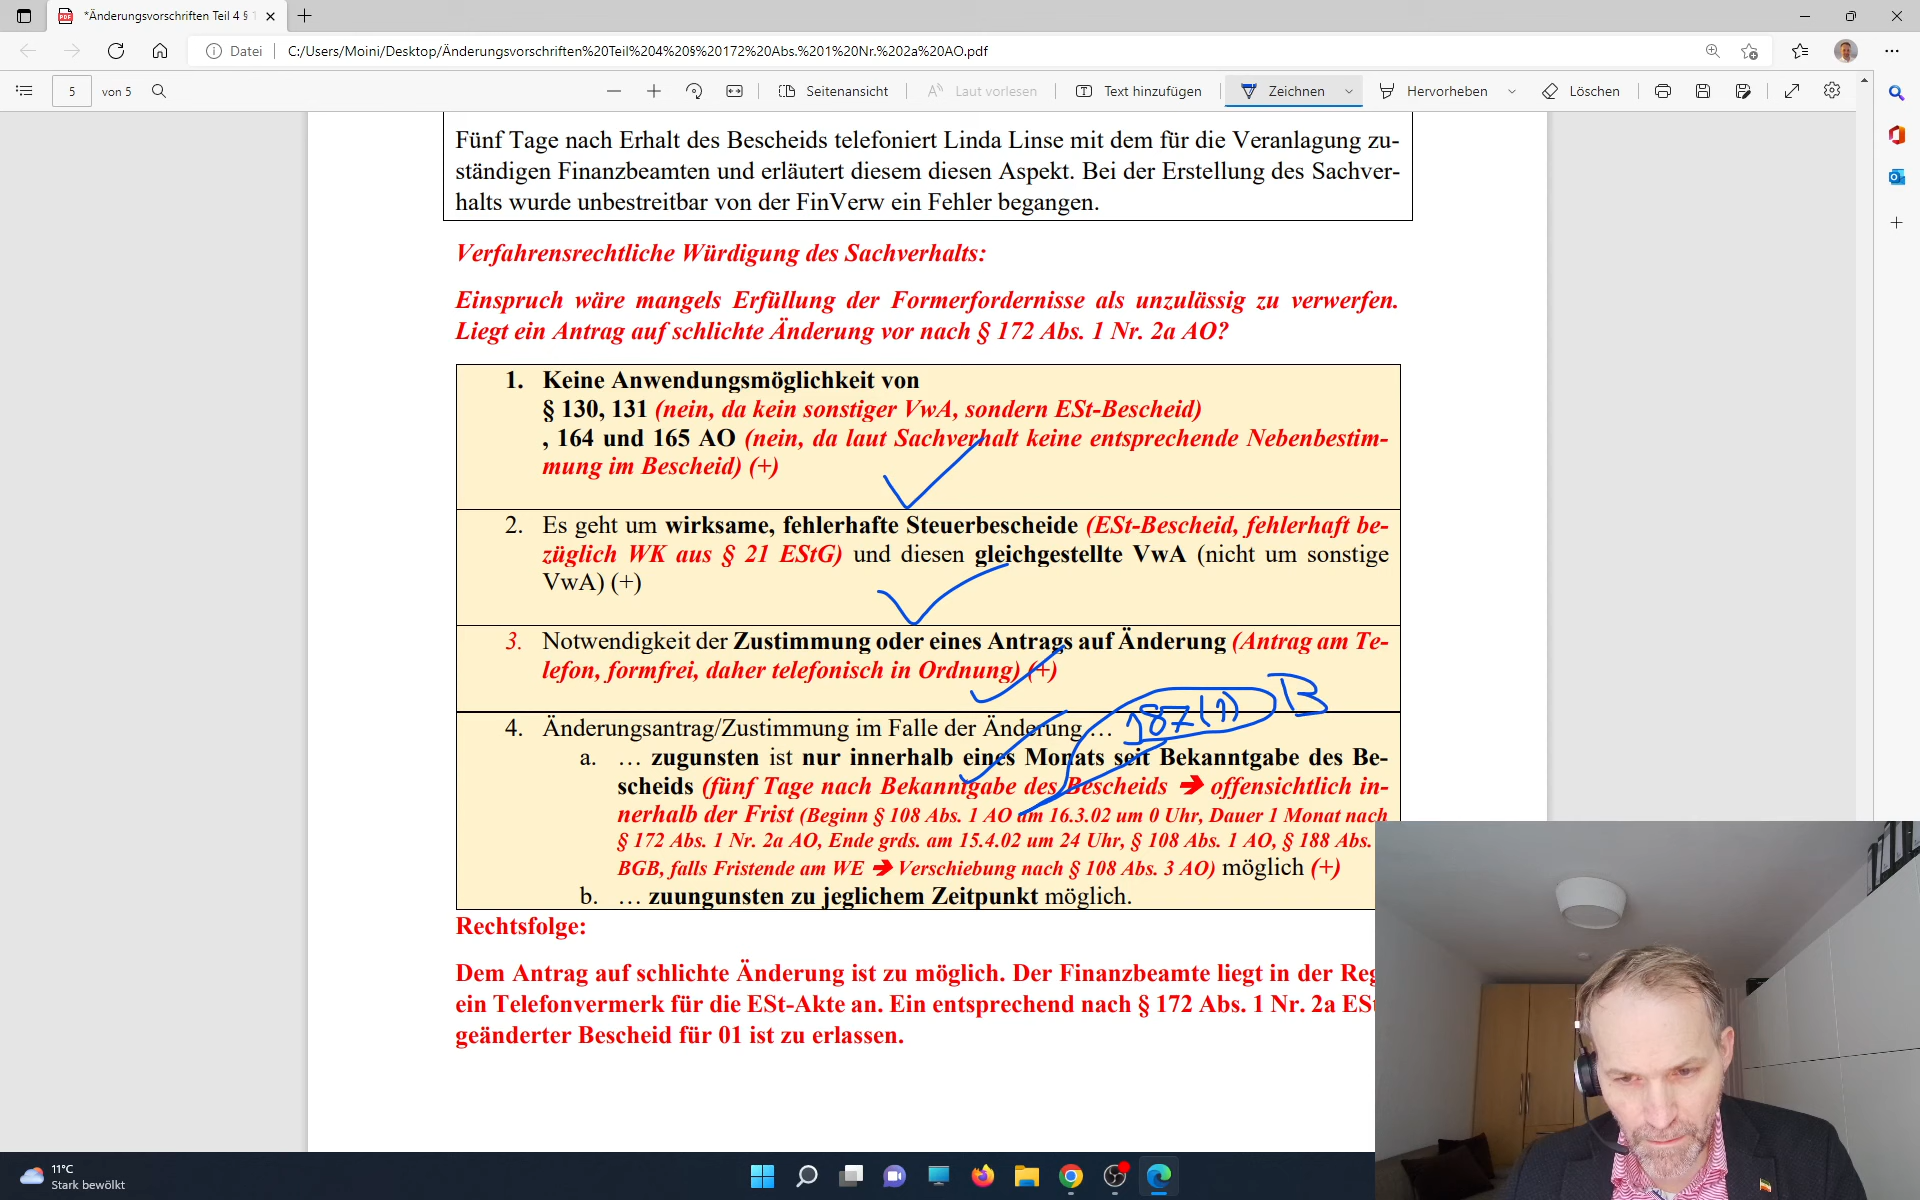 *Änderungsvorschriften Teil 4 § 1
Datei
C:/Users/Moini/Desktop/Änderungsvorschriften%20Teil%204%20§%20172%20Abs.%201%20Nr.%202a%20AO.pdf
5 von 5
Seitenansicht
Laut vorlesen
Text hinzufügen
Zeichnen
Hervorheben
Löschen
Fünf Tage nach Erhalt des Bescheids telefoniert Linda Linse mit dem für die Veranlagung zu-
ständigen Finanzbeamten und erläutert diesem diesen Aspekt. Bei der Erstellung des Sachver-
halts wurde unbestreitbar von der FinVerw ein Fehler begangen.
Verfahrensrechtliche Würdigung des Sachverhalts:
Einspruch wäre mangels Erfüllung der Formerfordernisse als unzulässig zu verwerfen.
Liegt ein Antrag auf schlichte Änderung vor nach § 172 Abs. 1 Nr. 2a AO?
1. Keine Anwendungsmöglichkeit von
§ 130, 131 (nein, da kein sonstiger VwA, sondern ESt-Bescheid)
, 164 und 165 AO (nein, da laut Sachverhalt keine entsprechende Nebenbestim-
mung im Bescheid) (+)
2. Es geht um wirksame, fehlerhafte Steuerbescheide (ESt-Bescheid, fehlerhaft be-
züglich WK aus § 21 EStG) und diesen gleichgestellte VwA (nicht um sonstige
VwA) (+)
3. Notwendigkeit der Zustimmung oder eines Antrags auf Änderung (Antrag am Te-
lefon, formfrei, daher telefonisch in Ordnung) (+)
187(1) B
4. Änderungsantrag/Zustimmung im Falle der Änderung …
a. … zugunsten ist nur innerhalb eines Monats seit Bekanntgabe des Be-
scheids (fünf Tage nach Bekanntgabe des Bescheids ➔ offensichtlich in-
nerhalb der Frist (Beginn § 108 Abs. 1 AO am 16.3.02 um 0 Uhr, Dauer 1 Monat nach
§ 172 Abs. 1 Nr. 2a AO, Ende grds. am 15.4.02 um 24 Uhr, § 108 Abs. 1 AO, § 188 Abs.
BGB, falls Fristende am WE ➔ Verschiebung nach § 108 Abs. 3 AO) möglich (+)
b. … zuungunsten zu jeglichem Zeitpunkt möglich.
Rechtsfolge:
Dem Antrag auf schlichte Änderung ist zu möglich. Der Finanzbeamte liegt in der Reg
ein Telefonvermerk für die ESt-Akte an. Ein entsprechend nach § 172 Abs. 1 Nr. 2a ESt
geänderter Bescheid für 01 ist zu erlassen.
11°C
Stark bewölkt